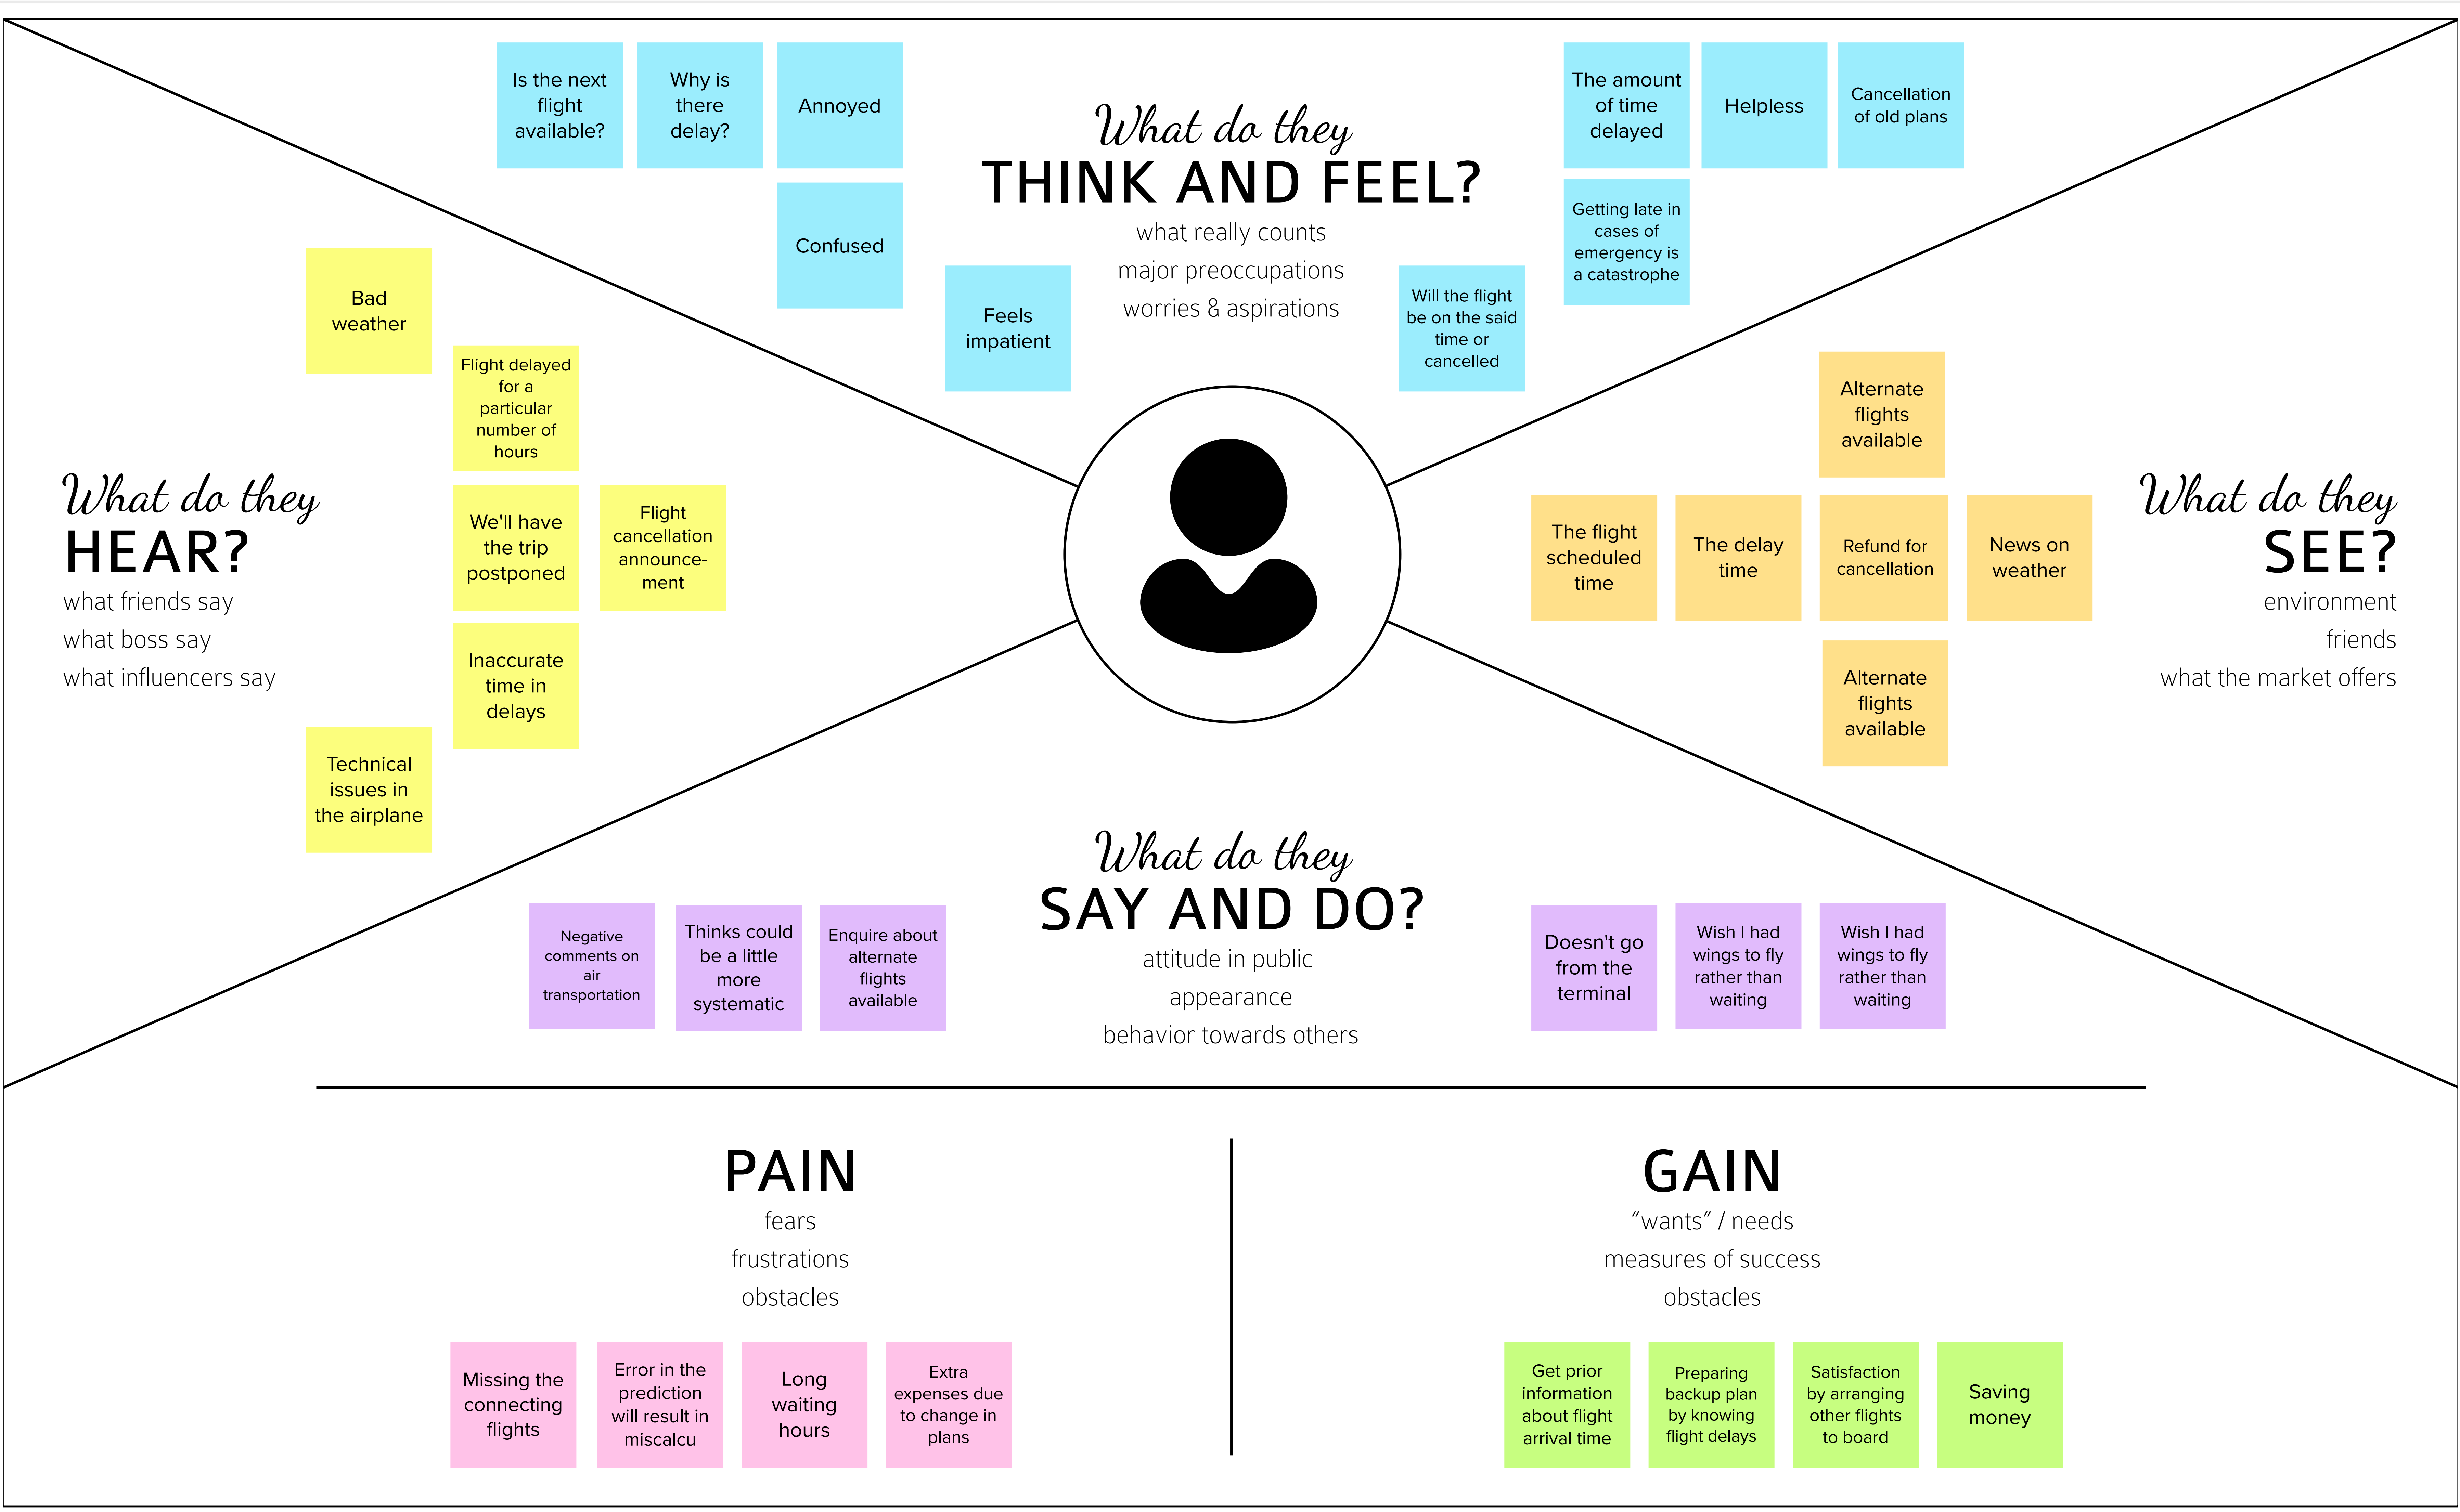 Is the next
flight
available?
Why is
there
delay?
Annoyed
Confused
Feels
impatient
What do they
THINK AND FEEL?
what really counts
major preoccupations
worries & aspirations
The amount
of time
delayed
Helpless
Cancellation
of old plans
Getting late in
cases of
emergency is
a catastrophe
Will the flight
be on the said
time or
cancelled
What do they
HEAR?
what friends say
what boss say
what influencers say
Bad
weather
Flight delayed
for a
particular
number of
hours
We'll have
the trip
postponed
Flight
cancellation
announce-
ment
Inaccurate
time in
delays
Technical
issues in
the airplane
Alternate
flights
available
The flight
scheduled
time
The delay
time
Refund for
cancellation
News on
weather
Alternate
flights
available
What do they
SEE?
environment
friends
what the market offers
Negative
comments on
air
transportation
Thinks could
be a little
more
systematic
Enquire about
alternate
flights
available
What do they
SAY AND DO?
attitude in public
appearance
behavior towards others
Doesn't go
from the
terminal
Wish I had
wings to fly
rather than
waiting
Wish I had
wings to fly
rather than
waiting
PAIN
fears
frustrations
obstacles
Missing the
connecting
flights
Error in the
prediction
will result in
miscalcu
Long
waiting
hours
Extra
expenses due
to change in
plans
GAIN
“wants” / needs
measures of success
obstacles
Get prior
information
about flight
arrival time
Preparing
backup plan
by knowing
flight delays
Satisfaction
by arranging
other flights
to board
Saving
money